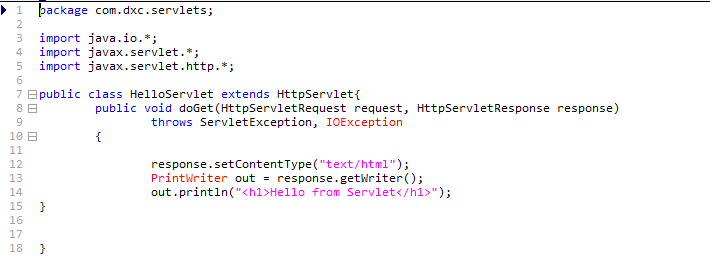 1 package com.dxc.servlets;
2
3 import java.io.*;
4 import javax.servlet.*;
5 import javax.servlet.http.*;
6
7 public class HelloServlet extends HttpServlet{
8 public void doGet(HttpServletRequest request, HttpServletResponse response)
9 throws ServletException, IOException
10 {
11
12 response.setContentType("text/html");
13 PrintWriter out = response.getWriter();
14 out.println("<h1>Hello from Servlet</h1>");
15 }
16
17
18 }